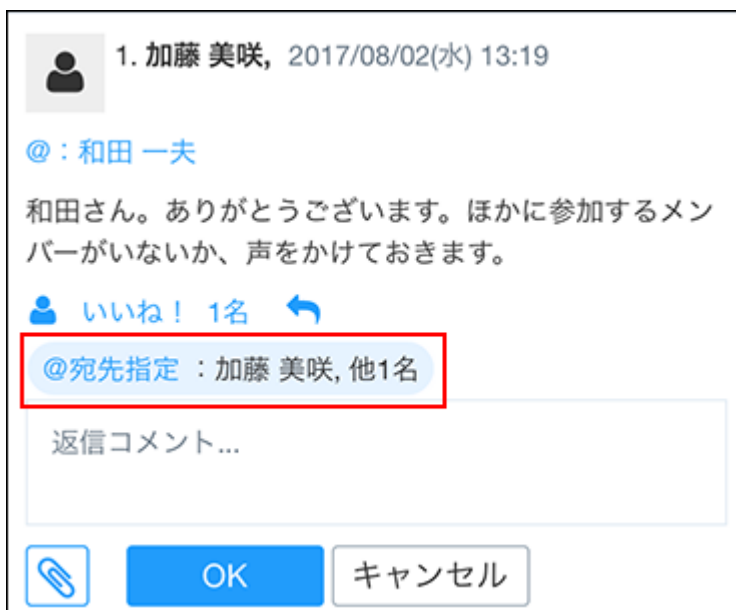 1. 加藤 美咲, 2017/08/02(水) 13:19
@:和田 一夫
和田さん。ありがとうございます。ほかに参加するメン
バーがいないか、声をかけておきます。
いいね! 1名
@宛先指定 :加藤 美咲, 他1名
返信コメント...
OK キャンセル